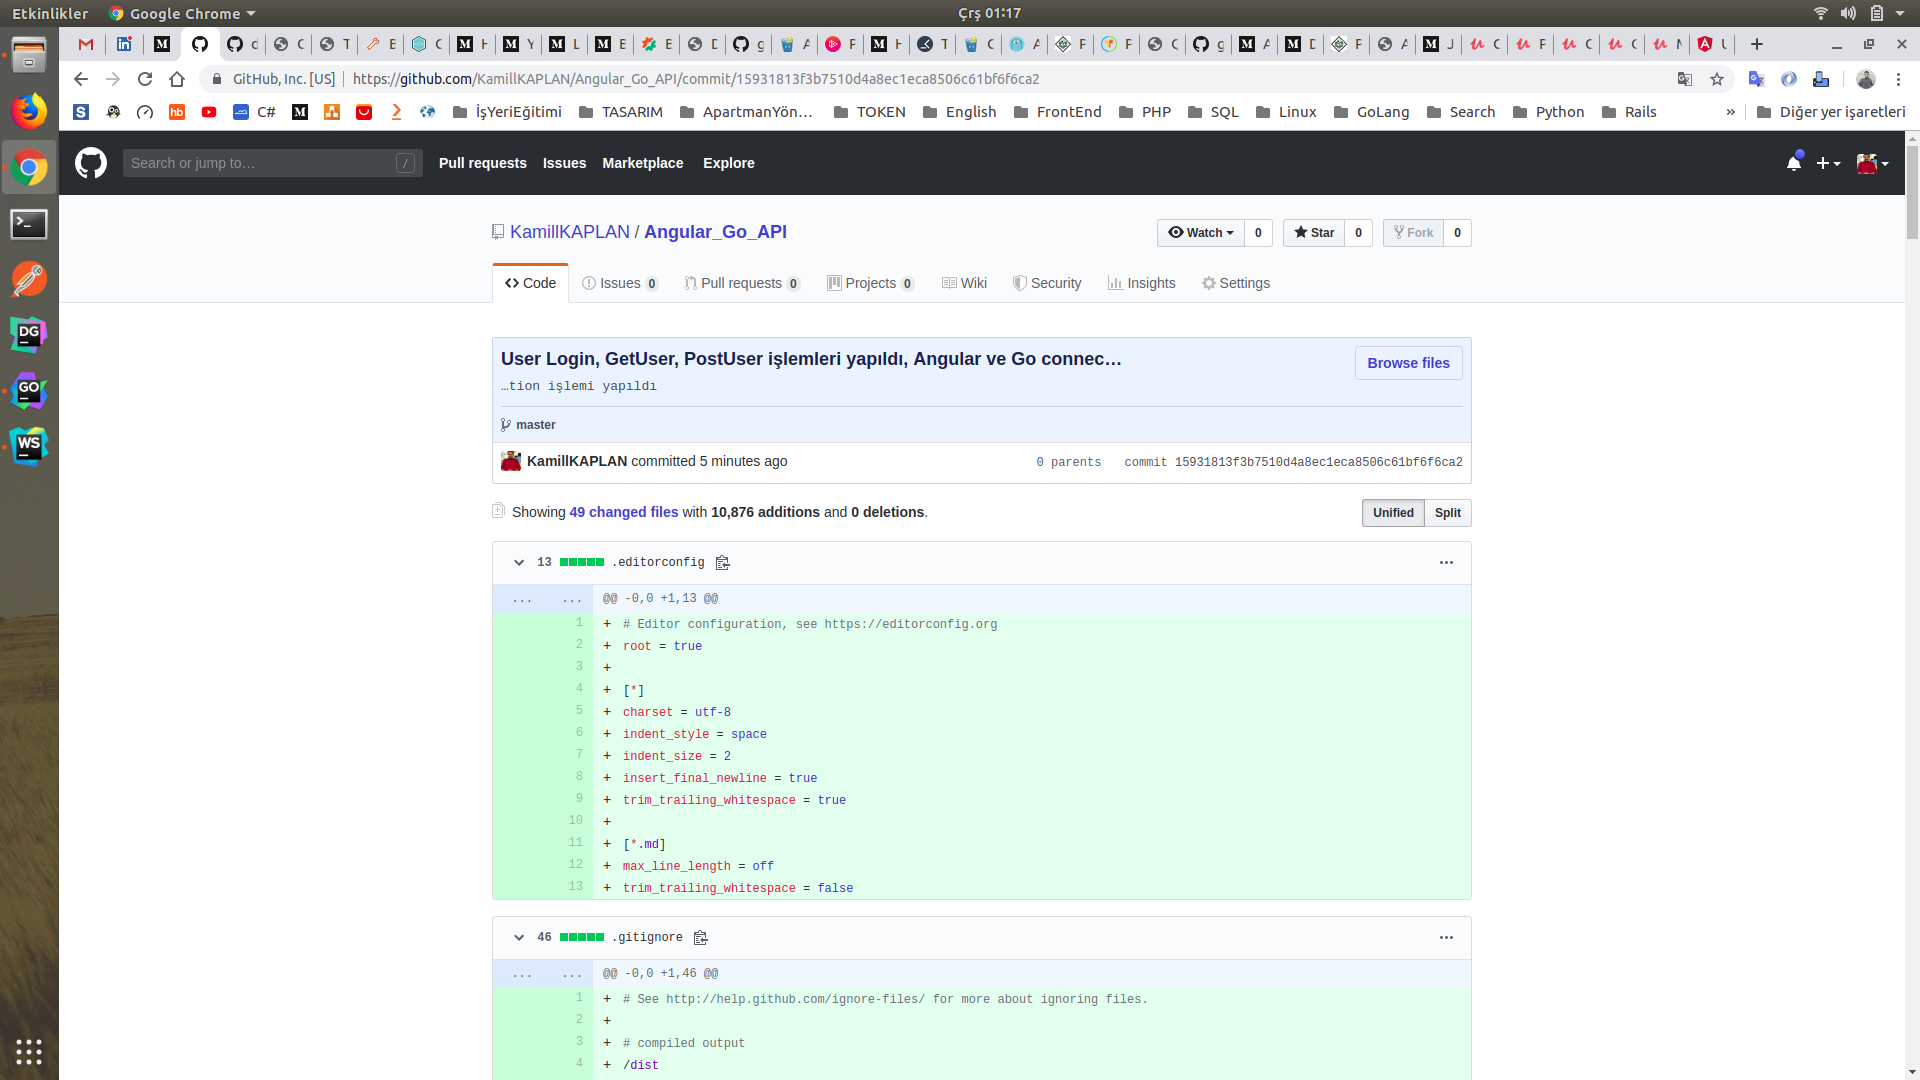 Etkinlikler Google Chrome Çrş 01:17
GitHub, Inc. [US] https://github.com/KamillKAPLAN/Angular_Go_API/commit/15931813f3b7510d4a8ec1eca8506c61bf6f6ca2
C# İşYeriEğitimi TASARIM ApartmanYön... TOKEN English FrontEnd PHP SQL Linux GoLang Search Python Rails » Diğer yer işaretleri
Search or jump to... / Pull requests Issues Marketplace Explore
KamillKAPLAN / Angular_Go_API Watch 0 Star 0 Fork 0
Code Issues 0 Pull requests 0 Projects 0 Wiki Security Insights Settings
User Login, GetUser, PostUser işlemleri yapıldı, Angular ve Go connec…
Browse files
…tion işlemi yapıldı
master
KamillKAPLAN committed 5 minutes ago 0 parents commit 15931813f3b7510d4a8ec1eca8506c61bf6f6ca2
Showing 49 changed files with 10,876 additions and 0 deletions. Unified Split
13 .editorconfig
... ... @@ -0,0 +1,13 @@
1 + # Editor configuration, see https://editorconfig.org
2 + root = true
3 +
4 + [*]
5 + charset = utf-8
6 + indent_style = space
7 + indent_size = 2
8 + insert_final_newline = true
9 + trim_trailing_whitespace = true
10 +
11 + [*.md]
12 + max_line_length = off
13 + trim_trailing_whitespace = false
46 .gitignore
... ... @@ -0,0 +1,46 @@
1 + # See http://help.github.com/ignore-files/ for more about ignoring files.
2 +
3 + # compiled output
4 + /dist